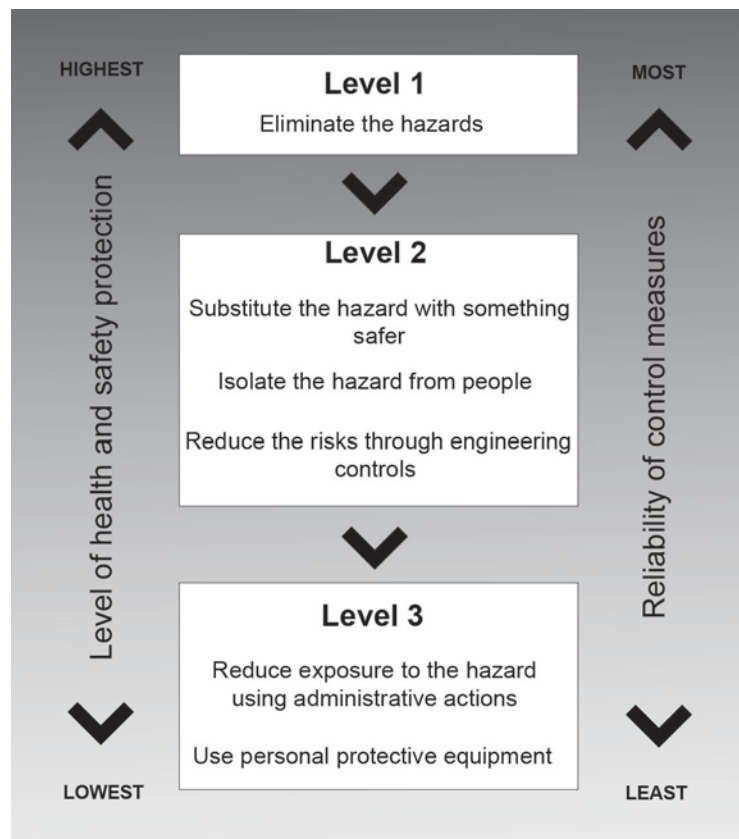 HIGHEST
MOST
Level 1
Eliminate the hazards
Level of health and safety protection
Reliability of control measures
Level 2
Substitute the hazard with something
safer
Isolate the hazard from people
Reduce the risks through engineering
controls
Level 3
Reduce exposure to the hazard
using administrative actions
Use personal protective equipment
LOWEST
LEAST